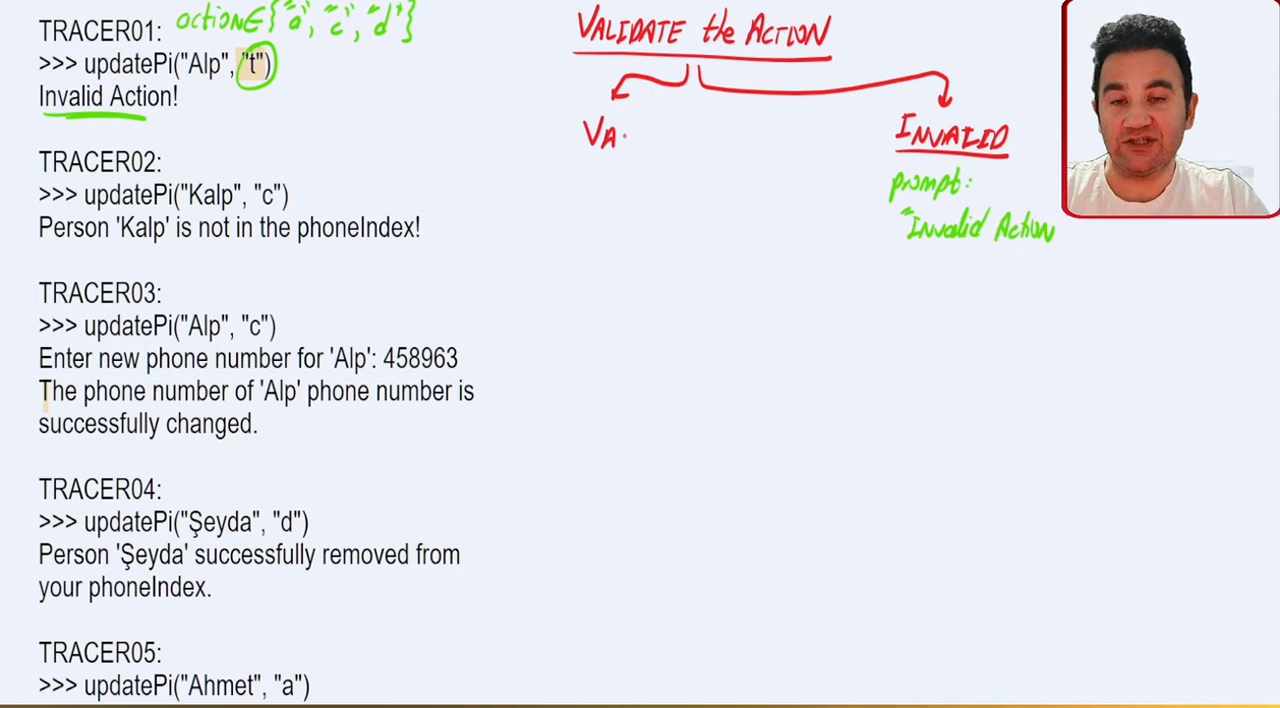 TRACER01: action∈{"a", "c", "d"}
>>> updatePi("Alp", "t")
Invalid Action!
TRACER02:
>>> updatePi("Kalp", "c")
Person 'Kalp' is not in the phoneIndex!
TRACER03:
>>> updatePi("Alp", "c")
Enter new phone number for 'Alp': 458963
The phone number of 'Alp' phone number is
successfully changed.
TRACER04:
>>> updatePi("Şeyda", "d")
Person 'Şeyda' successfully removed from
your phoneIndex.
TRACER05:
>>> updatePi("Ahmet", "a")
VALIDATE the ACTION
VA
INVALID
prompt:
"Invalid Action